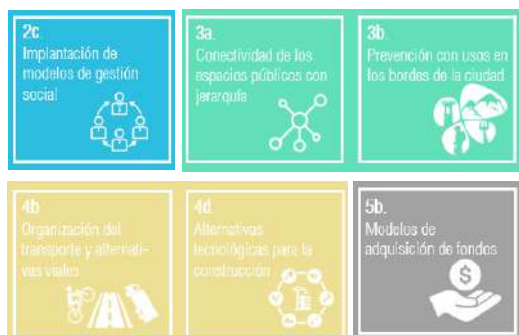 2c.
Implantación de
modelos de gestión
social
3a.
Conectividad de los
espacios públicos con
jerarquía
3b.
Prevención con usos en
los bordes de la ciudad
4b
Organización del
transporte y alternati-
vas viales
4d
Alternativas
tecnológicas para la
construcción
5b.
Modelos de
adquisición de fondos
$